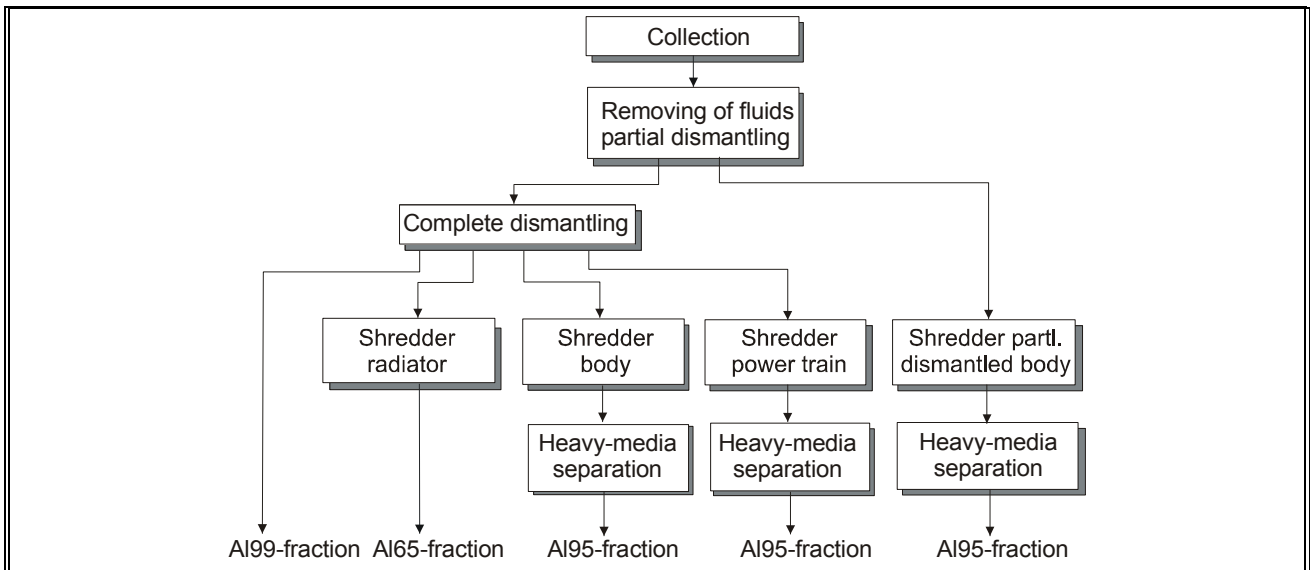 Collection
Removing of fluids
partial dismantling
Complete dismantling
Shredder
radiator
Shredder
body
Shredder
power train
Shredder partl.
dismantled body
Heavy-media
separation
Heavy-media
separation
Heavy-media
separation
Al99-fraction
Al65-fraction
Al95-fraction
Al95-fraction
Al95-fraction